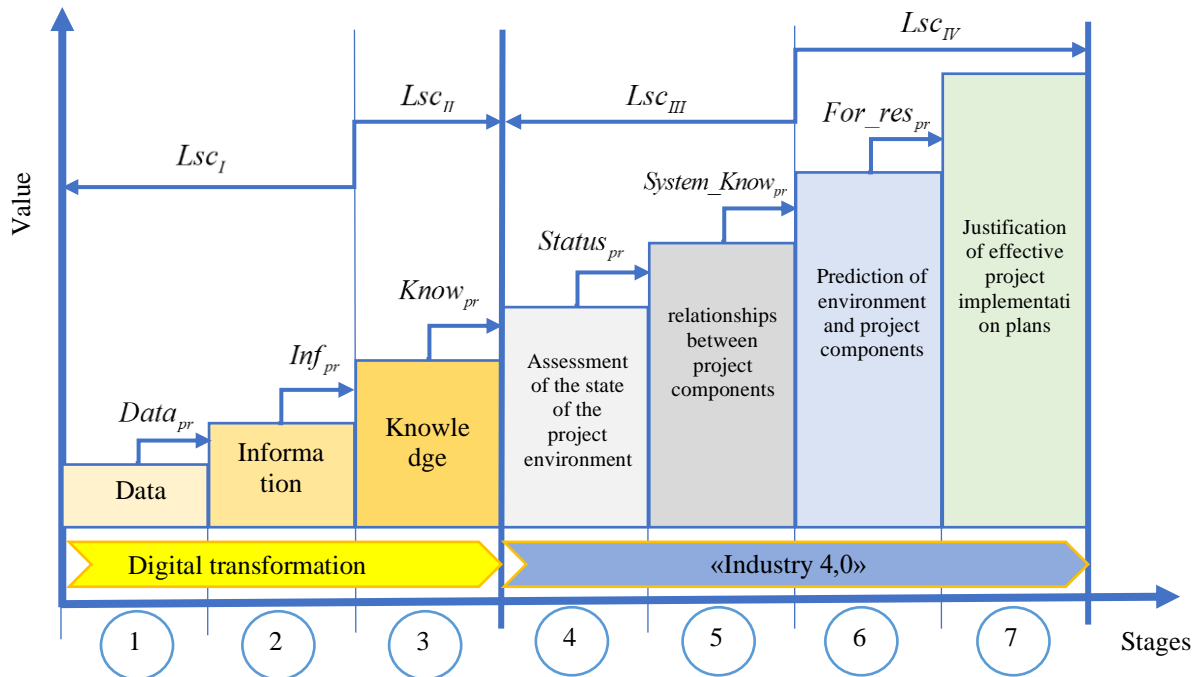 Value
Lsc_I
Lsc_II
Lsc_III
Lsc_IV
Data_pr
Inf_pr
Know_pr
Status_pr
System_Know_pr
For_res_pr
Data
Informa
tion
Knowle
dge
Assessment
of the state
of the
project
environment
relationships
between
project
components
Prediction of
environment
and project
components
Justification
of effective
project
implementati
on plans
Digital transformation
«Industry 4,0»
1
2
3
4
5
6
7
Stages